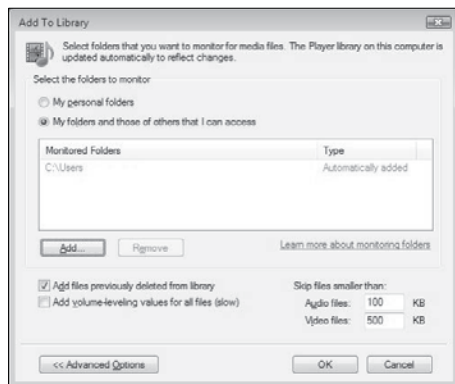 Add To Library
Select folders that you want to monitor for media files. The Player library on this computer is
updated automatically to reflect changes.
Select the folders to monitor
My personal folders
My folders and those of others that I can access
Monitored Folders Type
C:\Users Automatically added
Add... Remove Learn more about monitoring folders
Add files previously deleted from library
Add volume-leveling values for all files (slow)
Skip files smaller than:
Audio files: 100 KB
Video files: 500 KB
<< Advanced Options OK Cancel